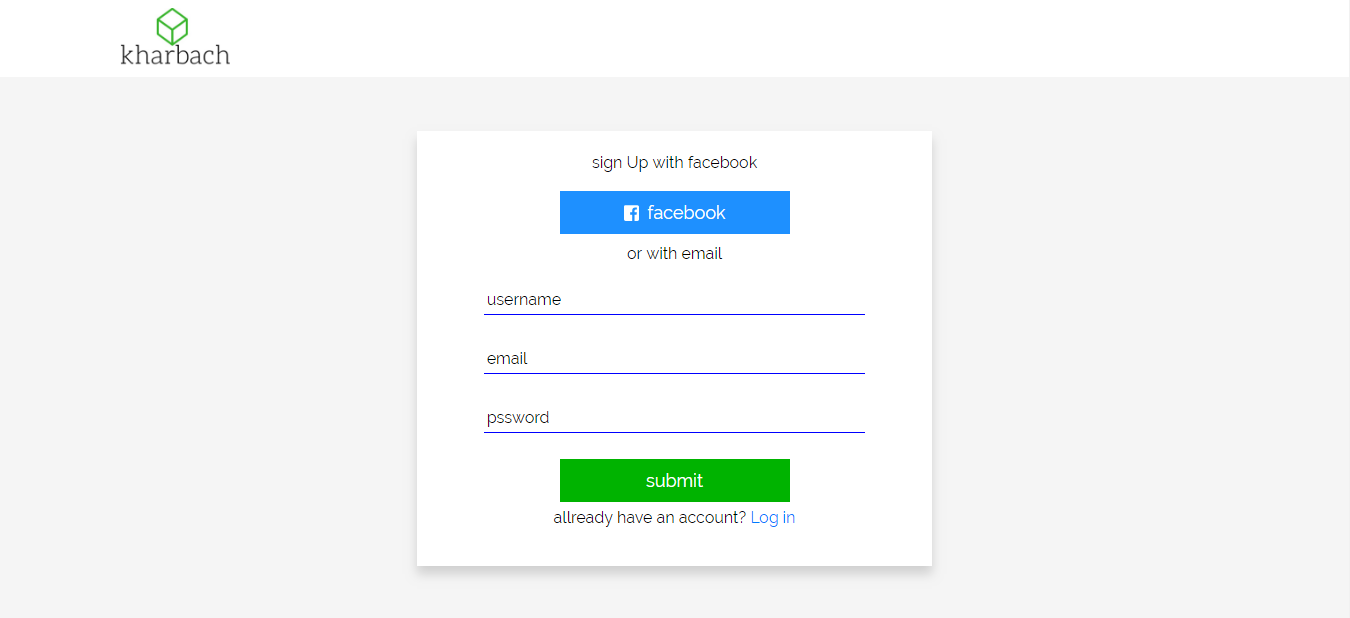 kharbach
sign Up with facebook
facebook
or with email
username
email
pssword
submit
allready have an account? Log in